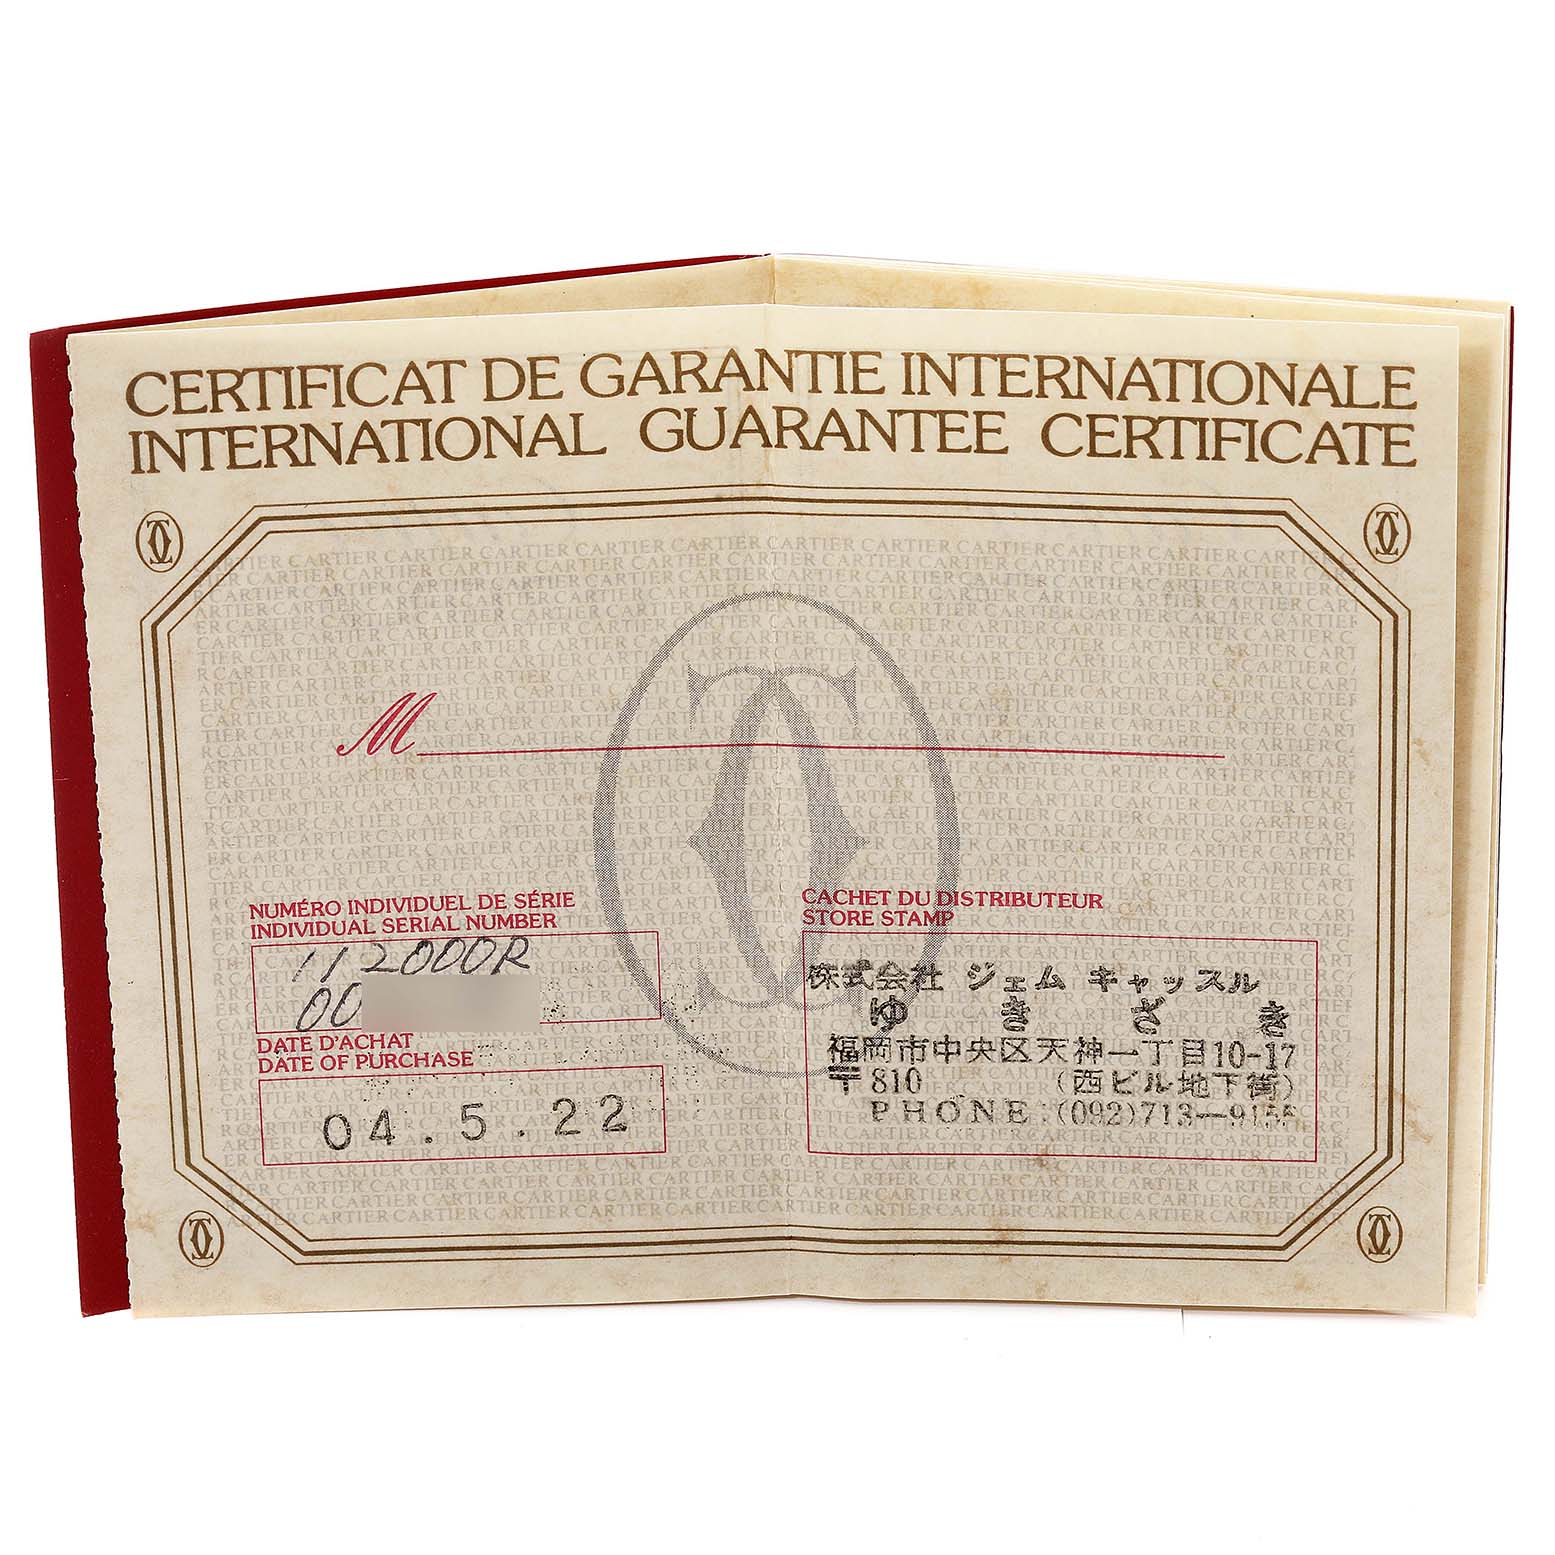 CERTIFICAT DE GARANTIE INTERNATIONALE
INTERNATIONAL GUARANTEE CERTIFICATE
M
NUMÉRO INDIVIDUEL DE SÉRIE
INDIVIDUAL SERIAL NUMBER
112000R
00
DATE D'ACHAT
DATE OF PURCHASE
04.5.22
CACHET DU DISTRIBUTEUR
STORE STAMP
株式会社 ジェム キャッスル
ゆきざき
福岡市中央区天神一丁目10-17
〒810 (西ビル地下街)
PHONE (092)713-9155